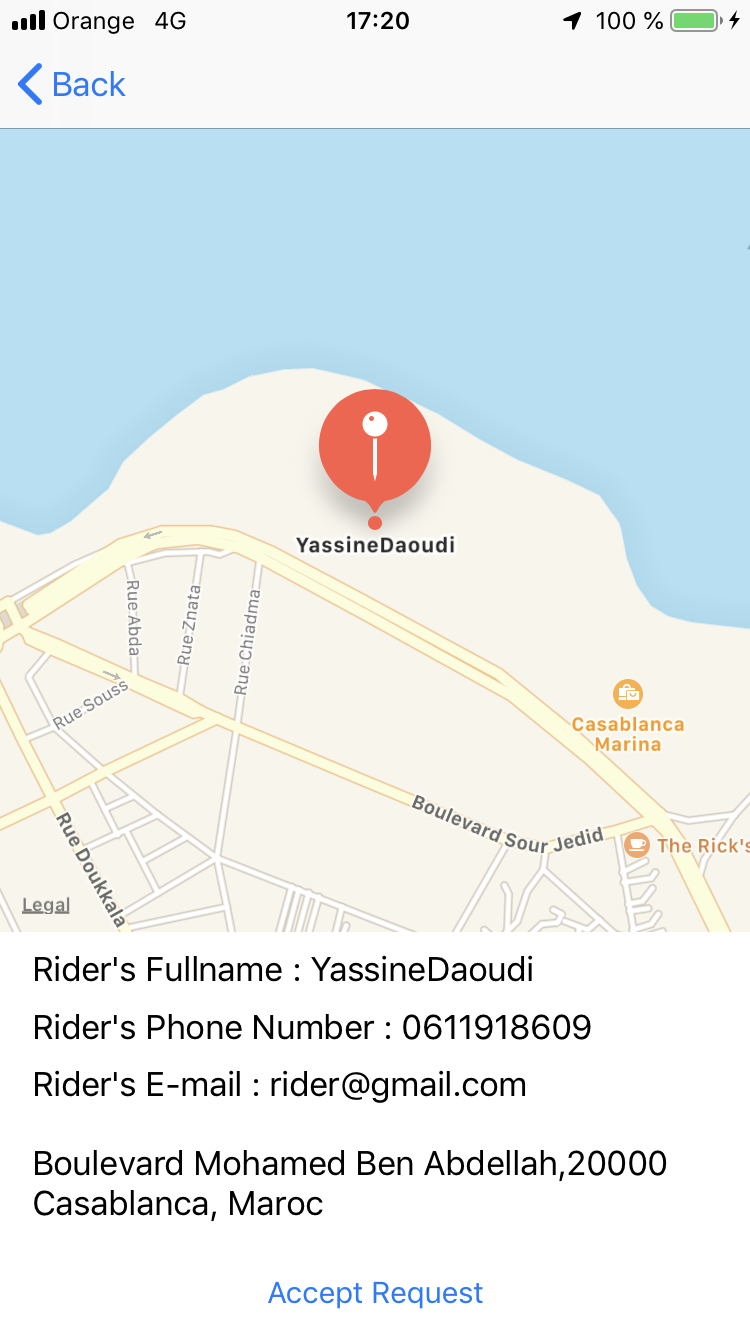 Orange 4G 17:20 100 %
Back
YassineDaoudi
Rue Abda
Rue Znata
Rue Chiadma
Rue Souss
Casablanca
Marina
Boulevard Sour Jedid
The Rick's
Rue Doukkala
Legal
Rider's Fullname : YassineDaoudi
Rider's Phone Number : 0611918609
Rider's E-mail : rider@gmail.com
Boulevard Mohamed Ben Abdellah,20000
Casablanca, Maroc
Accept Request